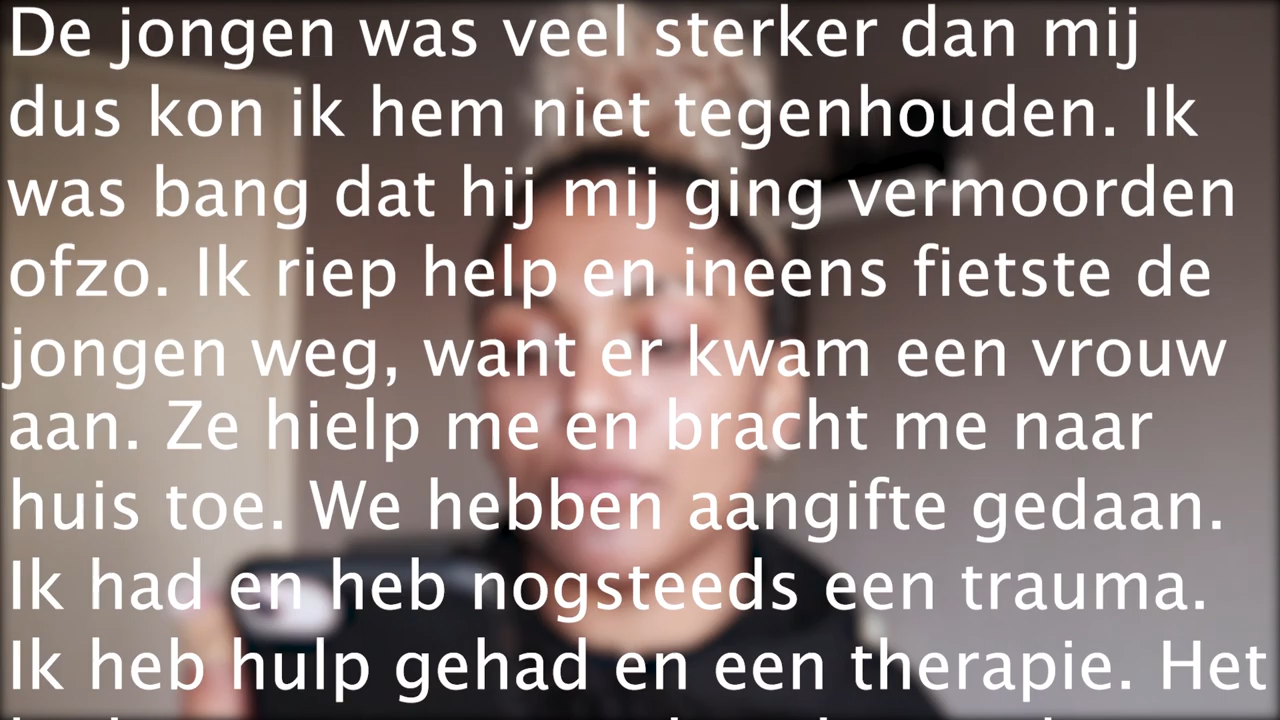 De jongen was veel sterker dan mij
dus kon ik hem niet tegenhouden. Ik
was bang dat hij mij ging vermoorden
ofzo. Ik riep help en ineens fietste de
jongen weg, want er kwam een vrouw
aan. Ze hielp me en bracht me naar
huis toe. We hebben aangifte gedaan.
Ik had en heb nogsteeds een trauma.
Ik heb hulp gehad en een therapie. Het